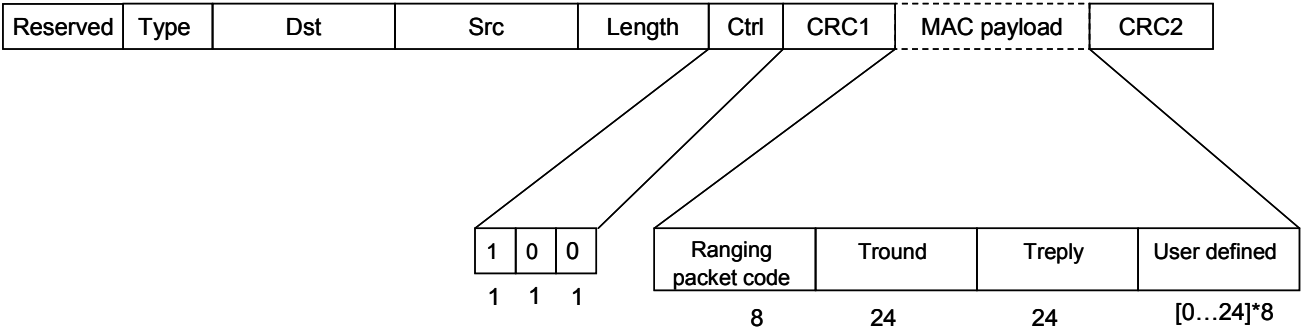 Reserved Type Dst Src Length Ctrl CRC1 MAC payload CRC2
1 0 0
1 1 1
Ranging packet code
Tround
Treply
User defined
8 24 24 [0…24]*8